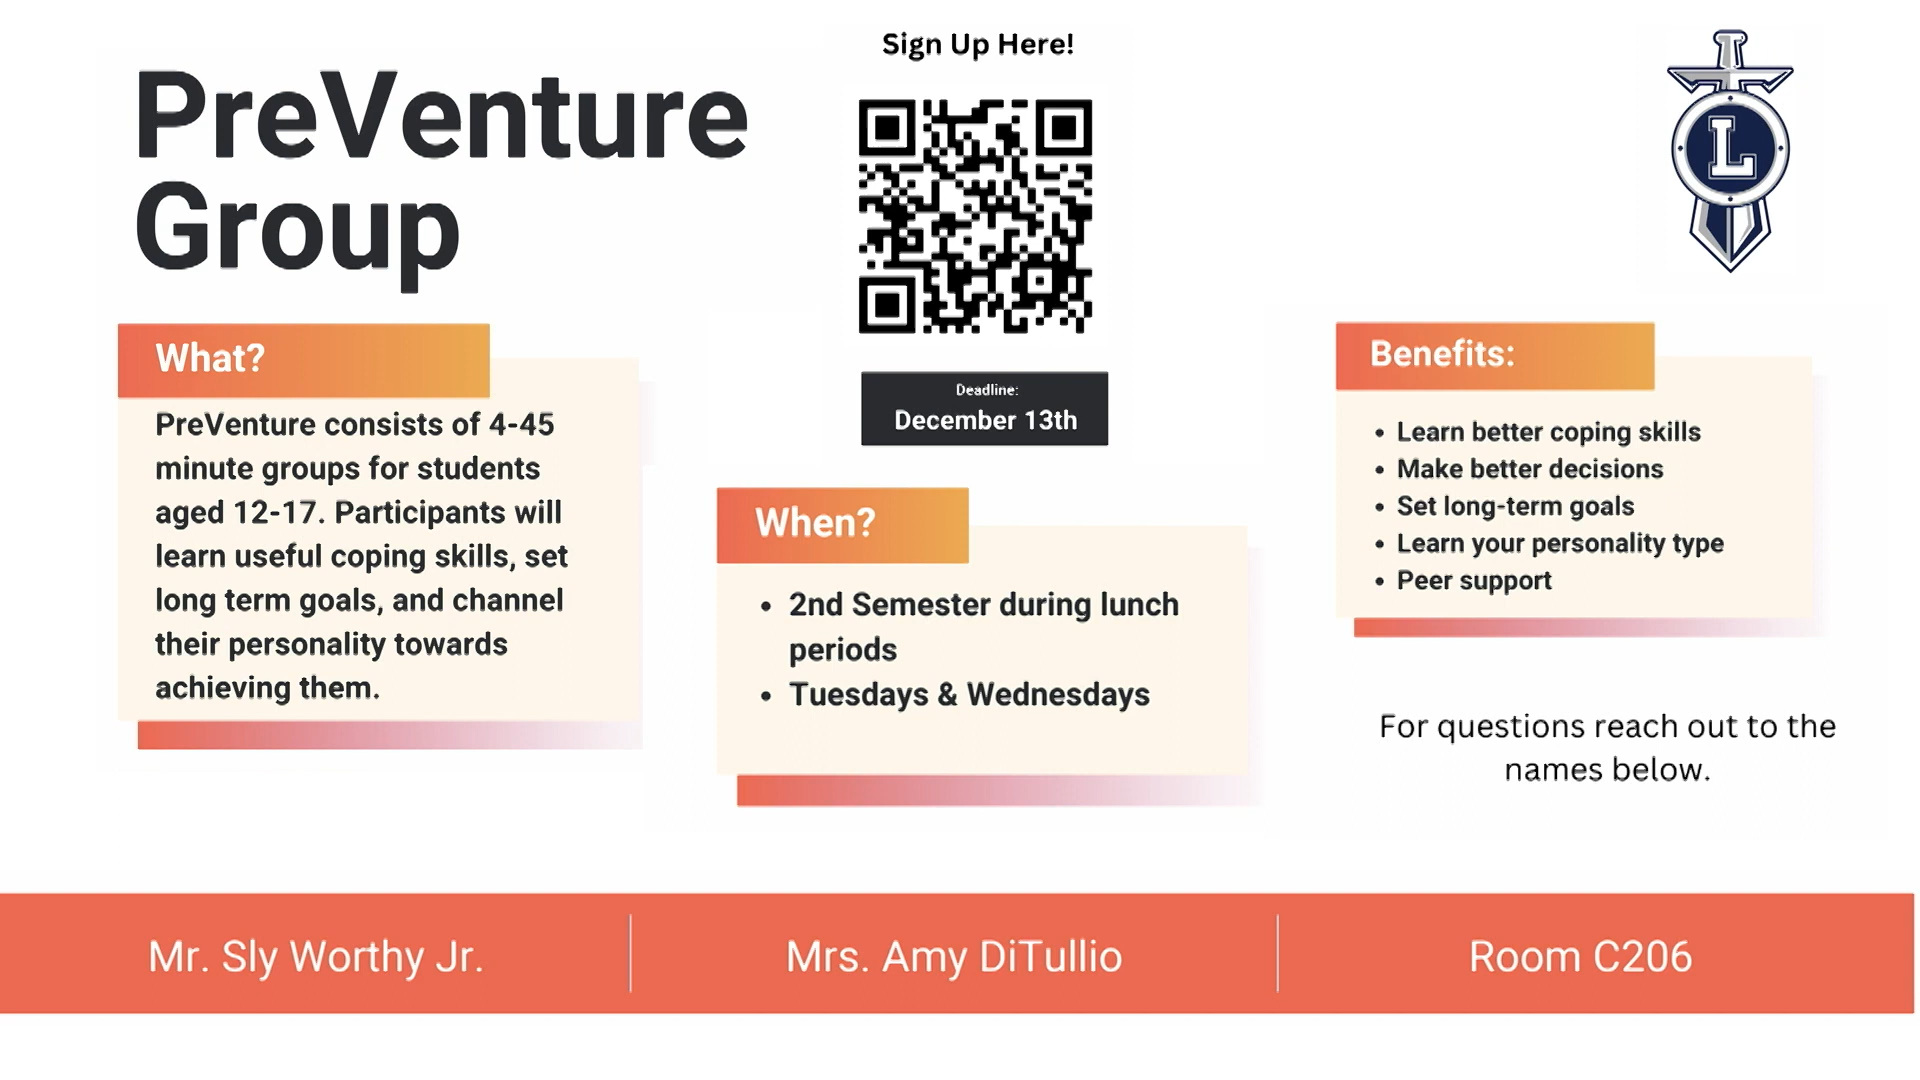 PreVenture
Group
Sign Up Here!
L
Deadline:
December 13th
What?
PreVenture consists of 4-45
minute groups for students
aged 12-17. Participants will
learn useful coping skills, set
long term goals, and channel
their personality towards
achieving them.
When?
• 2nd Semester during lunch
periods
• Tuesdays & Wednesdays
Benefits:
• Learn better coping skills
• Make better decisions
• Set long-term goals
• Learn your personality type
• Peer support
For questions reach out to the
names below.
Mr. Sly Worthy Jr.
Mrs. Amy DiTullio
Room C206